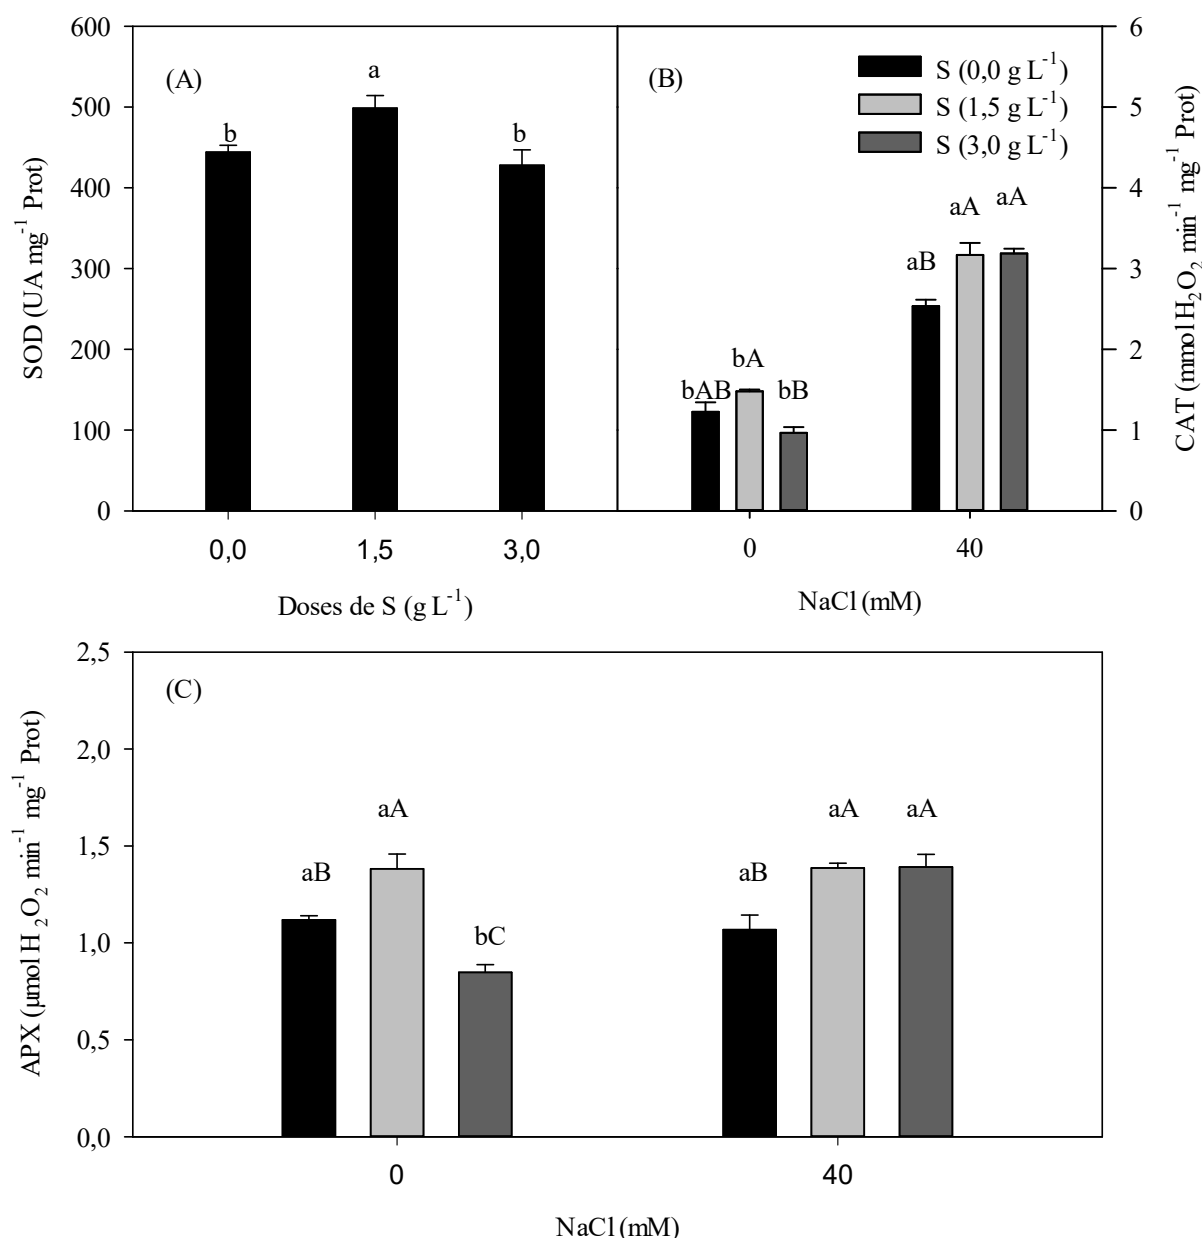 600
500
400
300
200
100
0
SOD (UA mg⁻¹ Prot)
(A)
b
a
b
0,0
1,5
3,0
Doses de S (g L⁻¹)
(B)
S (0,0 g L⁻¹)
S (1,5 g L⁻¹)
S (3,0 g L⁻¹)
bAB
bA
bB
aB
aA
aA
0
40
NaCl (mM)
6
5
4
3
2
1
0
CAT (mmol H₂O₂ min⁻¹ mg⁻¹ Prot)
2,5
2,0
1,5
1,0
0,5
0,0
APX (µmol H₂O₂ min⁻¹ mg⁻¹ Prot)
(C)
aB
aA
bC
aB
aA
aA
0
40
NaCl (mM)